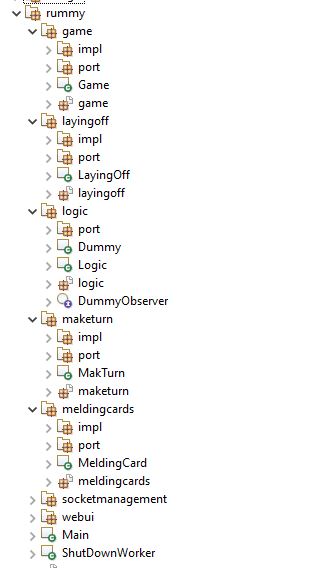 rummy
game
impl
port
Game
game
layingoff
impl
port
LayingOff
layingoff
logic
port
Dummy
Logic
logic
DummyObserver
maketurn
impl
port
MakTurn
maketurn
meldingcards
impl
port
MeldingCard
meldingcards
socketmanagement
webui
Main
ShutDownWorker